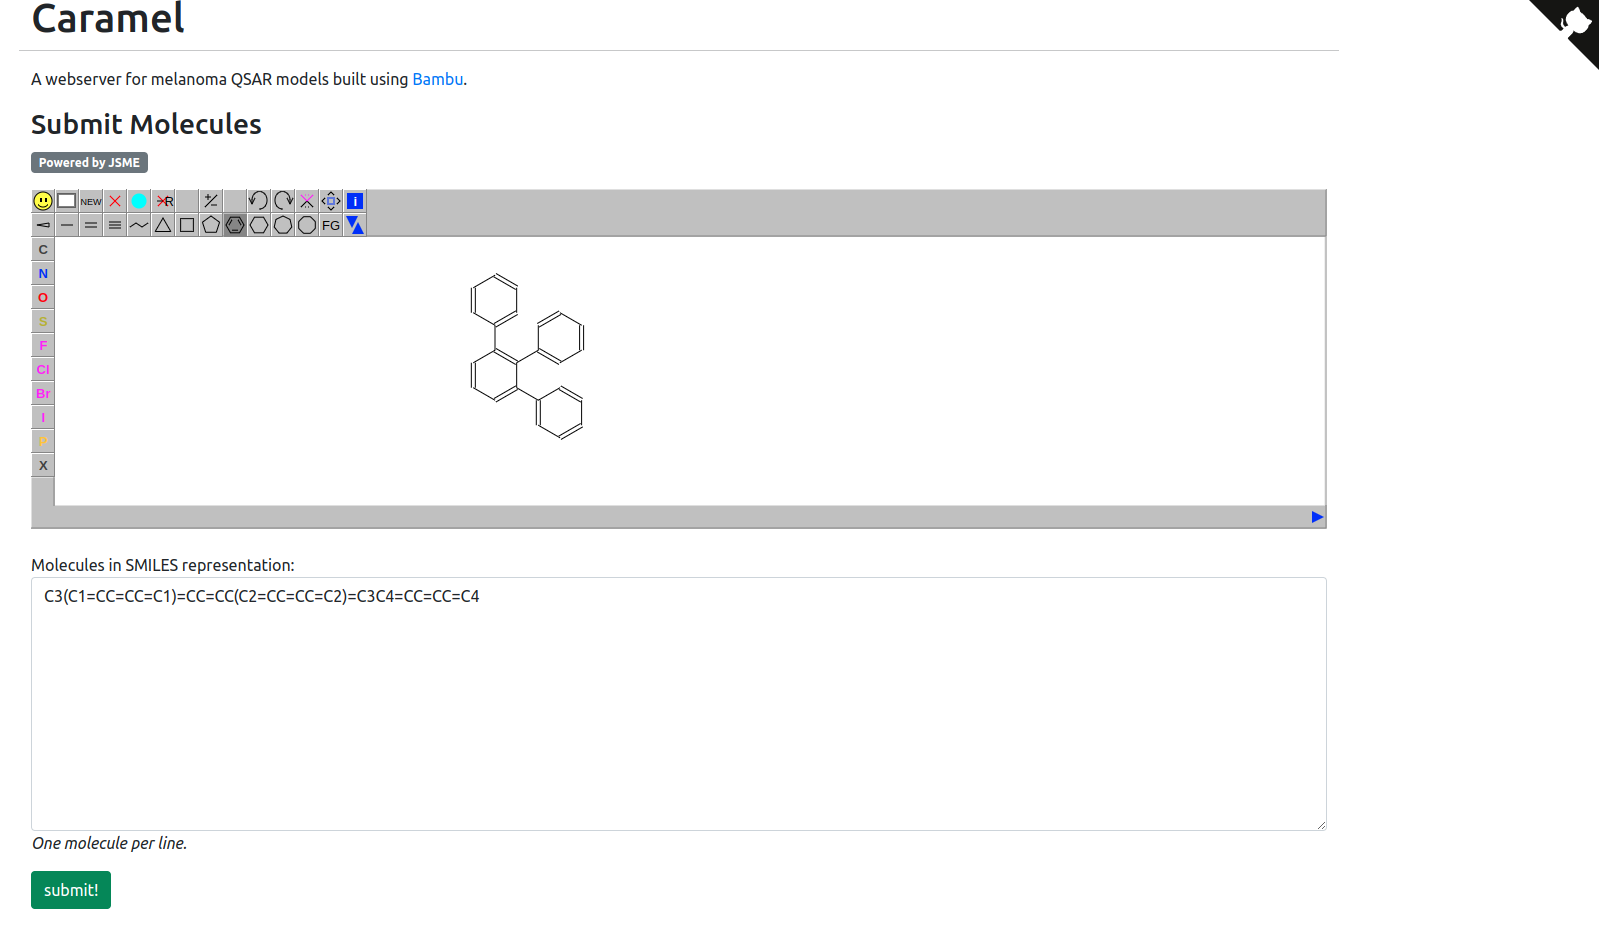 Caramel
A webserver for melanoma QSAR models built using Bambu.
Submit Molecules
Powered by JSME
NEW R i
FG
C
N
O
S
F
Cl
Br
I
P
X
Molecules in SMILES representation:
C3(C1=CC=CC=C1)=CC=CC(C2=CC=CC=C2)=C3C4=CC=CC=C4
One molecule per line.
submit!